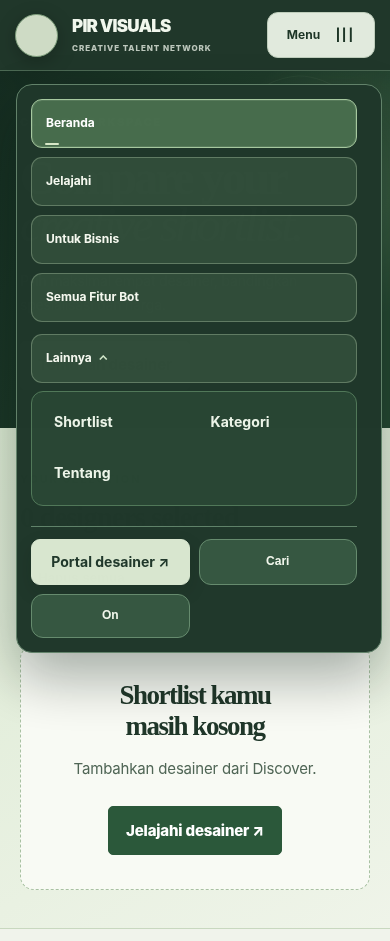 PIR VISUALS
CREATIVE TALENT NETWORK
Menu
Beranda
Jelajahi
Untuk Bisnis
Semua Fitur Bot
Lainnya
Shortlist
Kategori
Tentang
Portal desainer ↗
Cari
On
Shortlist kamu
masih kosong
Tambahkan desainer dari Discover.
Jelajahi desainer ↗